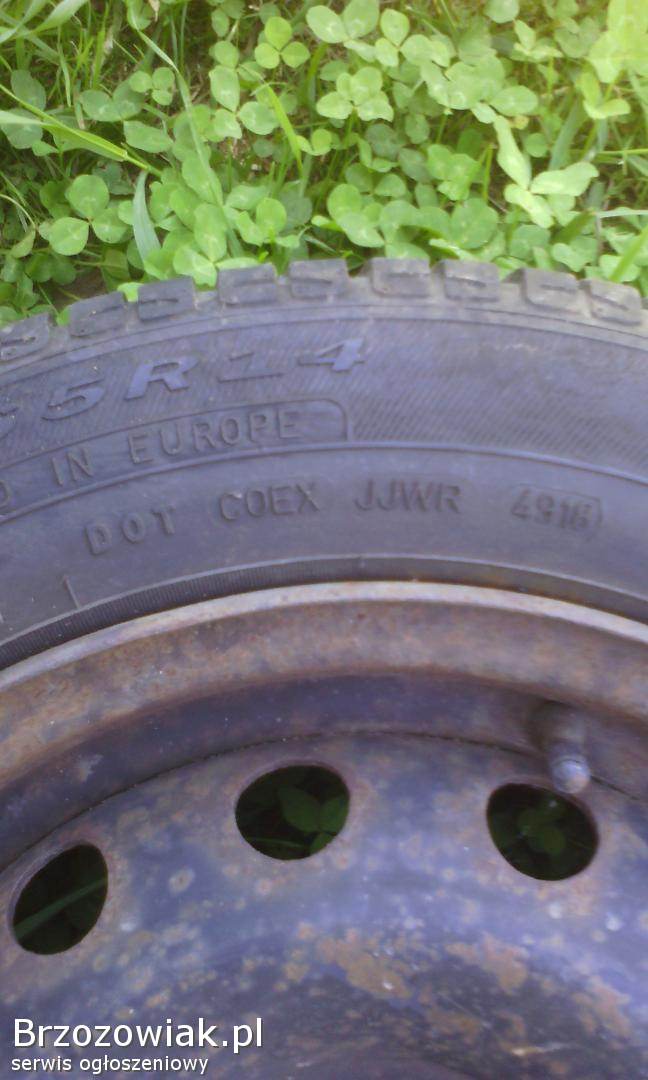 5R14
IN EUROPE
DOT COEX JJWR 4916
Brzozowiak.pl
serwis ogłoszeniowy